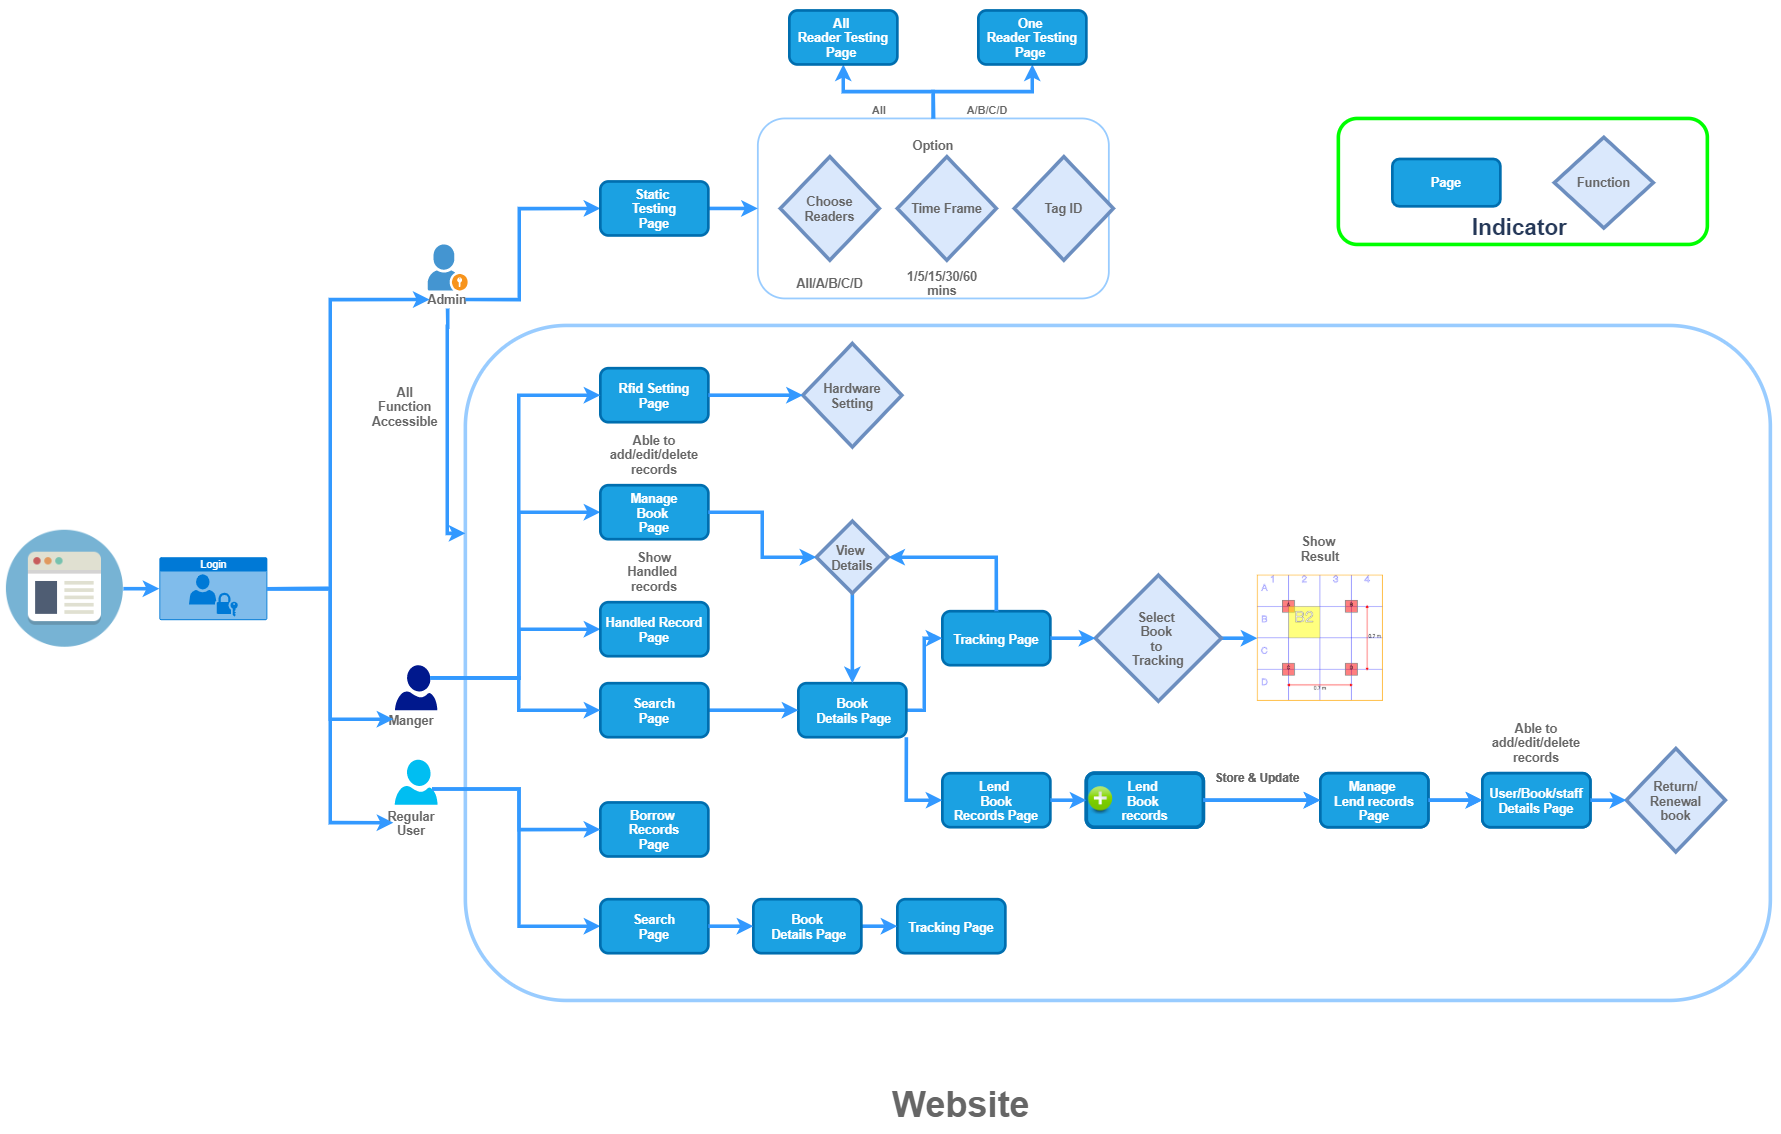 All
Reader Testing
Page
One
Reader Testing
Page
All
A/B/C/D
Option
Choose
Readers
Time Frame
Tag ID
All/A/B/C/D
1/5/15/30/60
mins
Static
Testing
Page
Page
Function
Indicator
Admin
All
Function
Accessible
Rfid Setting
Page
Hardware
Setting
Able to
add/edit/delete
records
Manage
Book
Page
View
Details
Show
Handled
records
Handled Record
Page
Login
Tracking Page
Select
Book
to
Tracking
Show
Result
1 2 3 4
A
B
C
D
B2
A
B
C
D
0.7 m
0.7 m
Manger
Search
Page
Book
Details Page
Regular
User
Lend
Book
Records Page
Lend
Book
records
Store & Update
Manage
Lend records
Page
Able to
add/edit/delete
records
User/Book/staff
Details Page
Return/
Renewal
book
Borrow
Records
Page
Search
Page
Book
Details Page
Tracking Page
Website